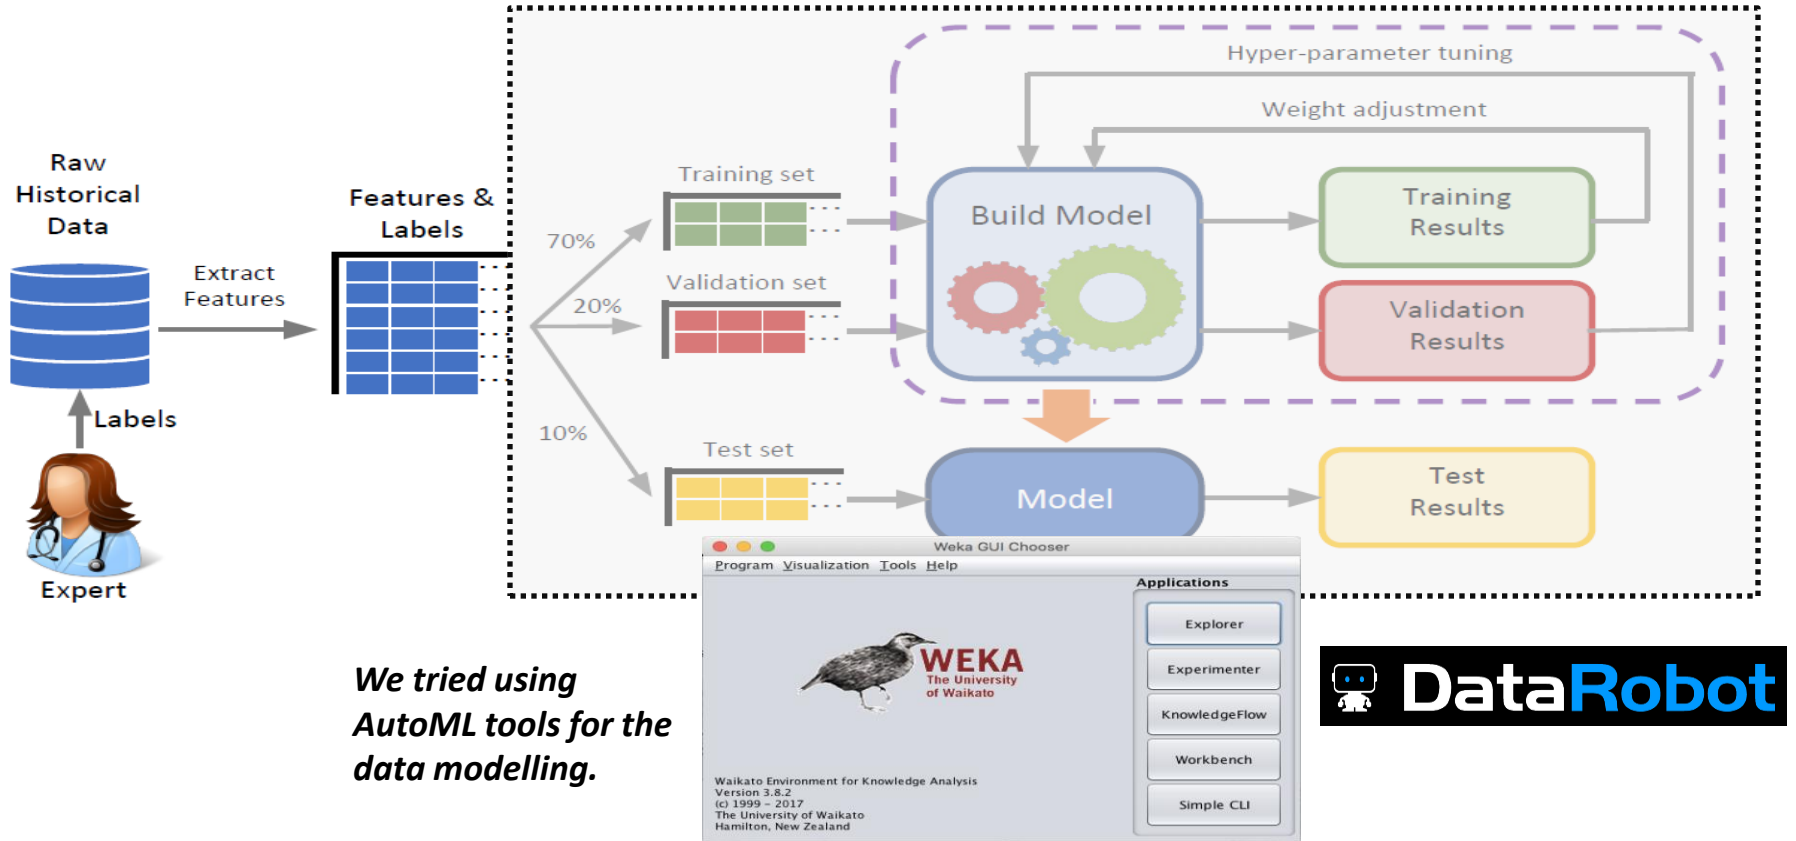 Raw
Historical
Data
Extract
Features
Labels
Expert
Features &
Labels
70%
20%
10%
Training set
Validation set
Test set
Hyper-parameter tuning
Weight adjustment
Build Model
Training
Results
Validation
Results
Model
Test
Results
We tried using
AutoML tools for the
data modelling.
Weka GUI Chooser
Program Visualization Tools Help
Applications
Explorer
Experimenter
KnowledgeFlow
Workbench
Simple CLI
WEKA
The University
of Waikato
Waikato Environment for Knowledge Analysis
Version 3.8.2
(c) 1999 - 2017
The University of Waikato
Hamilton, New Zealand
DataRobot